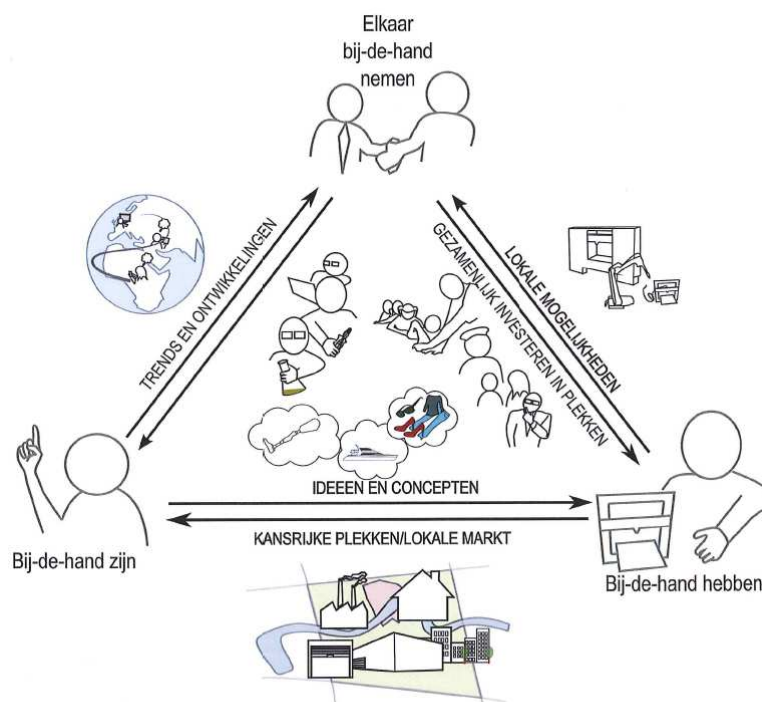 Elkaar
bij-de-hand
nemen
TRENDS EN ONTWIKKELINGEN
LOKALE MOGELIJKHEDEN
GEZAMENLIJK INVESTEREN IN PLEKKEN
IDEEEN EN CONCEPTEN
KANSRIJKE PLEKKEN/LOKALE MARKT
Bij-de-hand zijn
Bij-de-hand hebben